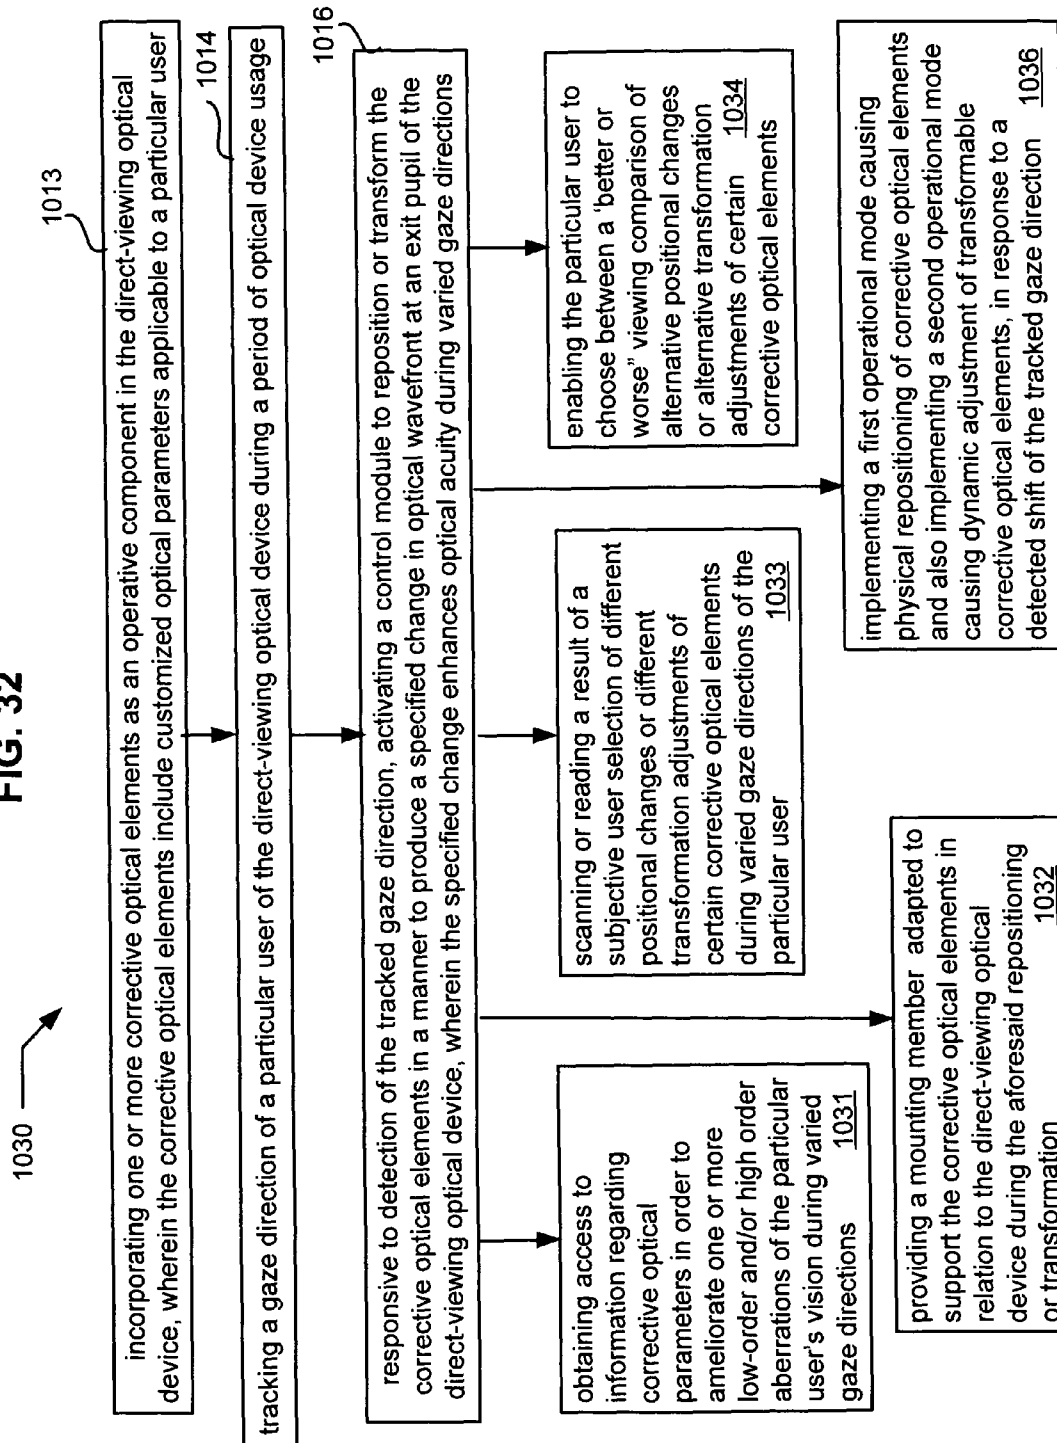 FIG. 32
1030
1013
incorporating one or more corrective optical elements as an operative component in the direct-viewing optical
device, wherein the corrective optical elements include customized optical parameters applicable to a particular user
1014
tracking a gaze direction of a particular user of the direct-viewing optical device during a period of optical device usage
1016
responsive to detection of the tracked gaze direction, activating a control module to reposition or transform the
corrective optical elements in a manner to produce a specified change in optical wavefront at an exit pupil of the
direct-viewing optical device, wherein the specified change enhances optical acuity during varied gaze directions
obtaining access to
information regarding
corrective optical
parameters in order to
ameliorate one or more
low-order and/or high order
aberrations of the particular
user's vision during varied
gaze directions 1031
scanning or reading a result of a
subjective user selection of different
positional changes or different
transformation adjustments of
certain corrective optical elements
during varied gaze directions of the
particular user 1033
enabling the particular user to
choose between a 'better or
worse" viewing comparison of
alternative positional changes
or alternative transformation
adjustments of certain 1034
corrective optical elements
providing a mounting member adapted to
support the corrective optical elements in
relation to the direct-viewing optical
device during the aforesaid repositioning
or transformation 1032
implementing a first operational mode causing
physical repositioning of corrective optical elements
and also implementing a second operational mode
causing dynamic adjustment of transformable
corrective optical elements, in response to a
detected shift of the tracked gaze direction 1036